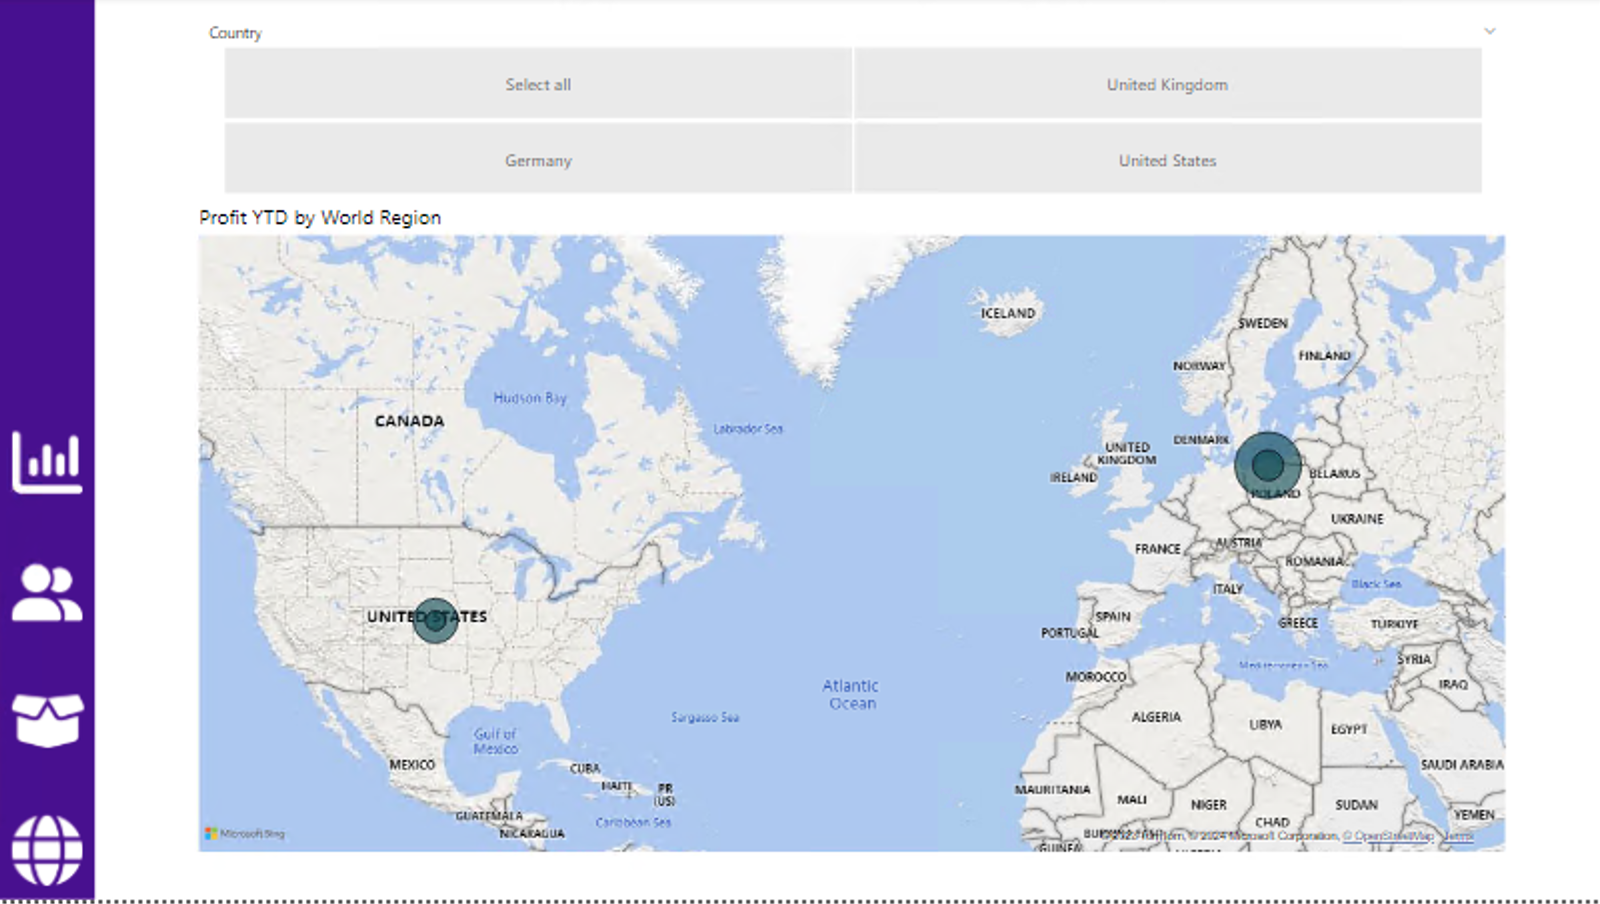 Country
Select all
United Kingdom
Germany
United States
Profit YTD by World Region
ICELAND
SWEDEN
FINLAND
NORWAY
Hudson Bay
CANADA
Labrador Sea
DENMARK
UNITED
KINGDOM
IRELAND
BELARUS
POLAND
UKRAINE
FRANCE
AUSTRIA
ROMANIA
Black Sea
ITALY
UNITED STATES
SPAIN
GREECE
TÜRKIYE
PORTUGAL
SYRIA
Mediterranean Sea
MOROCCO
IRAQ
Atlantic
Ocean
Sargasso Sea
ALGERIA
LIBYA
EGYPT
Gulf of
Mexico
MEXICO
CUBA
SAUDI ARABIA
HAITI
PR
(US)
MAURITANIA
MALI
NIGER
SUDAN
GUATEMALA
Caribbean Sea
CHAD
YEMEN
NICARAGUA
Microsoft Bing
© 2024 Microsoft Corporation, © OpenStreetMap Terms
GUINEA